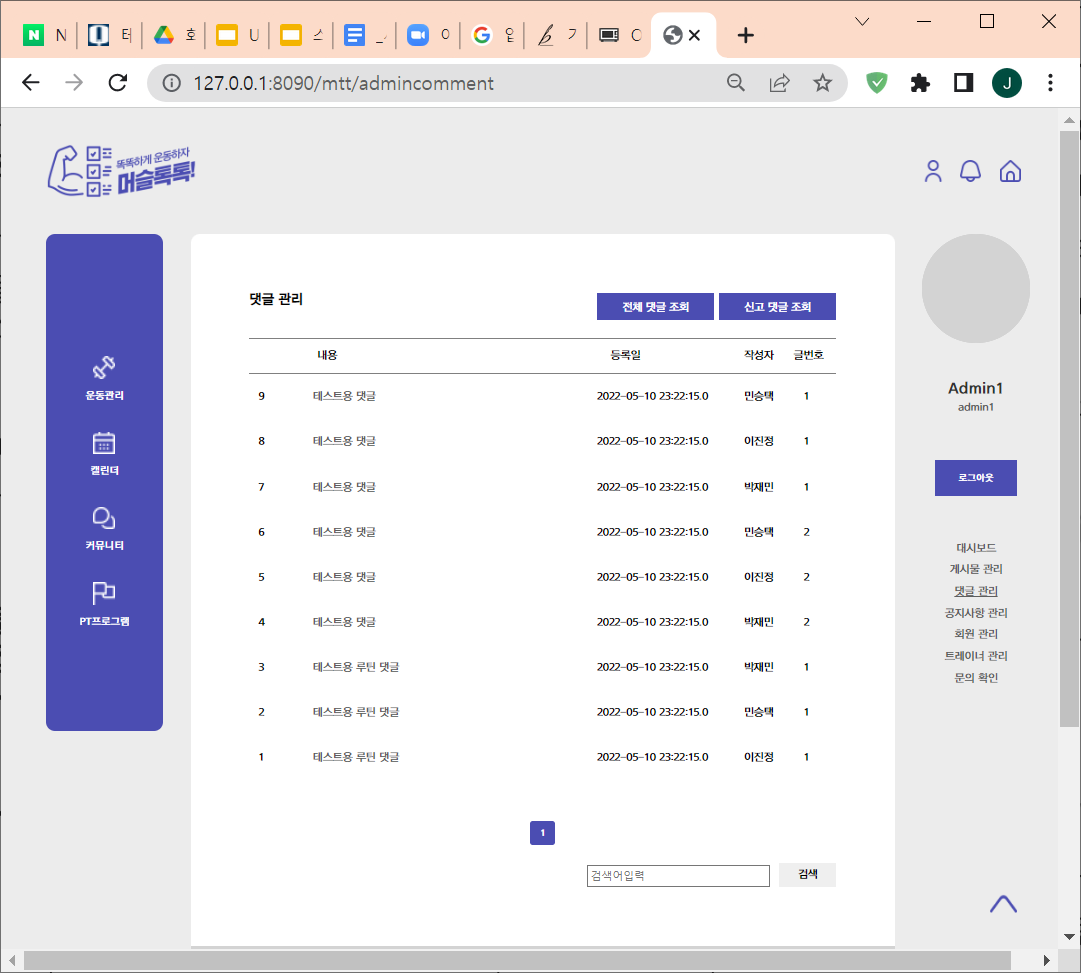 N
터
호
U
스
_
기
C
127.0.0.1:8090/mtt/admincomment
J
똑똑하게 운동하자
머슬톡톡!
운동관리
캘린더
커뮤니티
PT프로그램
댓글 관리
전체 댓글 조회 신고 댓글 조회
내용 등록일 작성자 글번호
9 테스트용 댓글 2022-05-10 23:22:15.0 민승택 1
8 테스트용 댓글 2022-05-10 23:22:15.0 이진정 1
7 테스트용 댓글 2022-05-10 23:22:15.0 박재민 1
6 테스트용 댓글 2022-05-10 23:22:15.0 민승택 2
5 테스트용 댓글 2022-05-10 23:22:15.0 이진정 2
4 테스트용 댓글 2022-05-10 23:22:15.0 박재민 2
3 테스트용 루틴 댓글 2022-05-10 23:22:15.0 박재민 1
2 테스트용 루틴 댓글 2022-05-10 23:22:15.0 민승택 1
1 테스트용 루틴 댓글 2022-05-10 23:22:15.0 이진정 1
1
검색어입력 검색
Admin1
admin1
로그아웃
대시보드
게시물 관리
댓글 관리
공지사항 관리
회원 관리
트레이너 관리
문의 확인